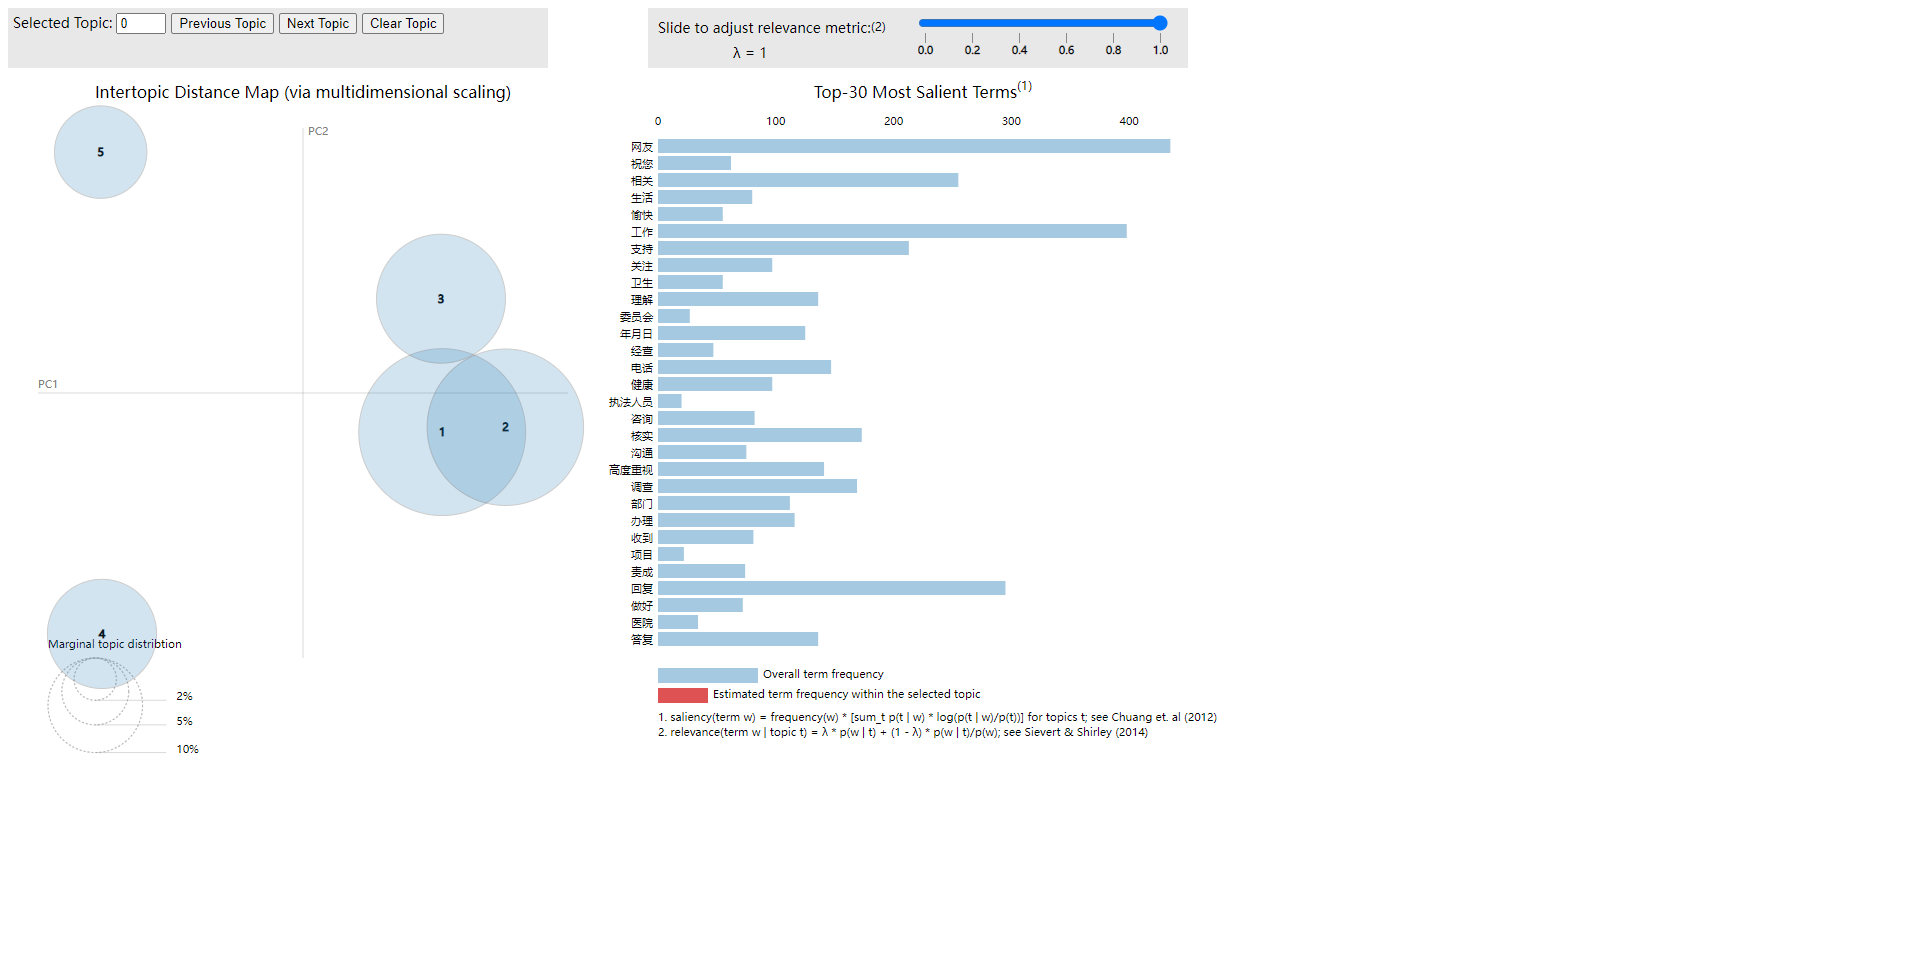 Selected Topic: 0 Previous Topic Next Topic Clear Topic
Slide to adjust relevance metric:(2)
λ = 1
0.0 0.2 0.4 0.6 0.8 1.0
Intertopic Distance Map (via multidimensional scaling)
PC2
PC1
5
3
1
2
4
Marginal topic distribtion
2%
5%
10%
Top-30 Most Salient Terms(1)
0 100 200 300 400
网友
祝您
相关
生活
愉快
工作
支持
关注
卫生
理解
委员会
年月日
经查
电话
健康
执法人员
咨询
核实
沟通
高度重视
调查
部门
办理
收到
项目
责成
回复
做好
医院
答复
Overall term frequency
Estimated term frequency within the selected topic
1. saliency(term w) = frequency(w) * [sum_t p(t | w) * log(p(t | w)/p(t))] for topics t; see Chuang et. al (2012)
2. relevance(term w | topic t) = λ * p(w | t) + (1 - λ) * p(w | t)/p(w); see Sievert & Shirley (2014)